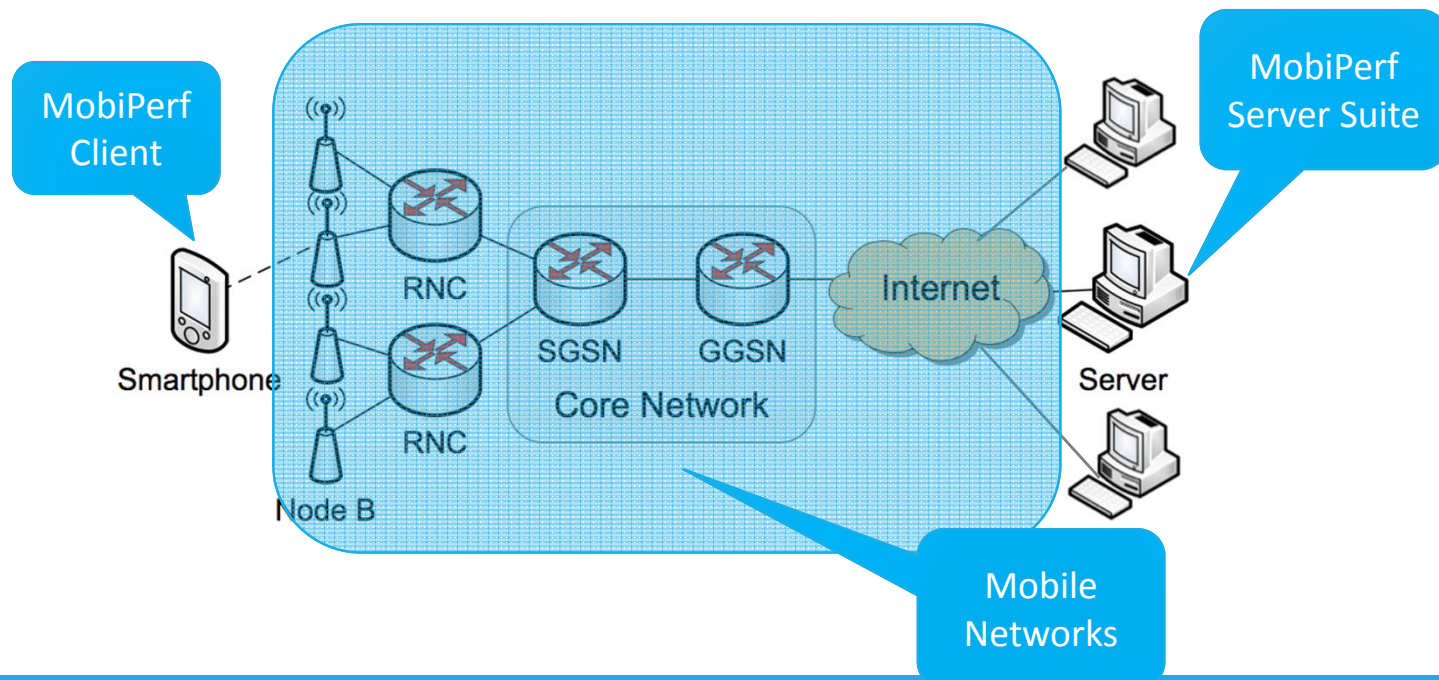 MobiPerf
Client
MobiPerf
Server Suite
RNC
Internet
SGSN
GGSN
Smartphone
Server
Core Network
RNC
Node B
Mobile
Networks